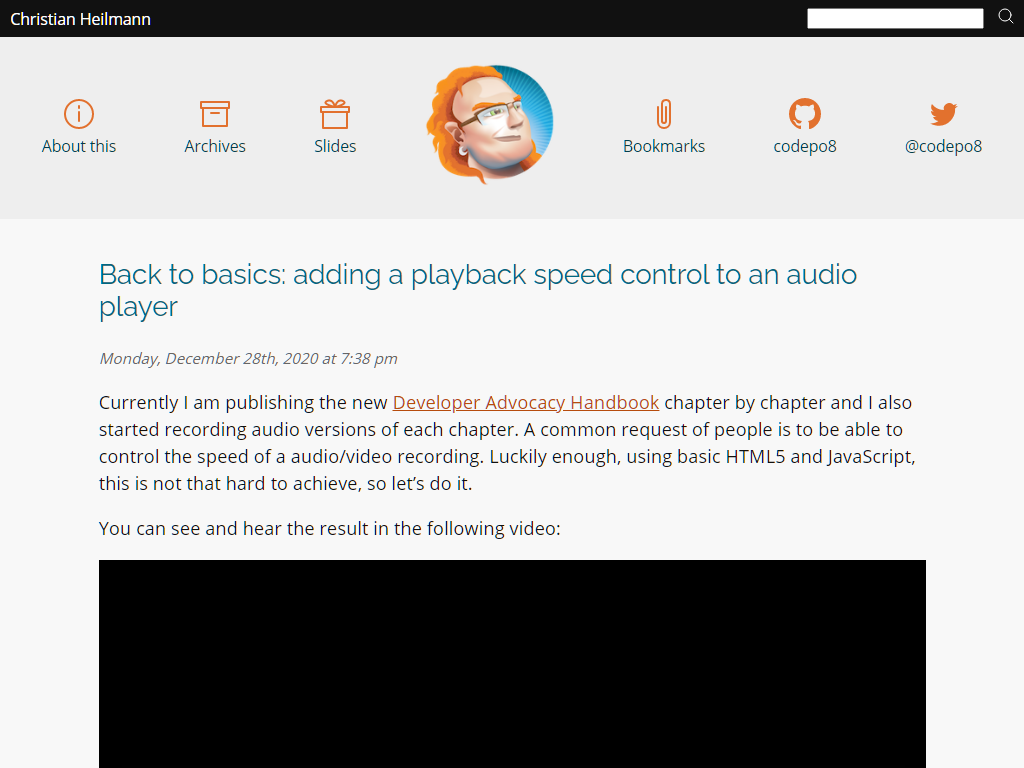 Christian Heilmann
About this
Archives
Slides
Bookmarks
codepo8
@codepo8
Back to basics: adding a playback speed control to an audio
player
Monday, December 28th, 2020 at 7:38 pm
Currently I am publishing the new Developer Advocacy Handbook chapter by chapter and I also
started recording audio versions of each chapter. A common request of people is to be able to
control the speed of a audio/video recording. Luckily enough, using basic HTML5 and JavaScript,
this is not that hard to achieve, so let’s do it.
You can see and hear the result in the following video: